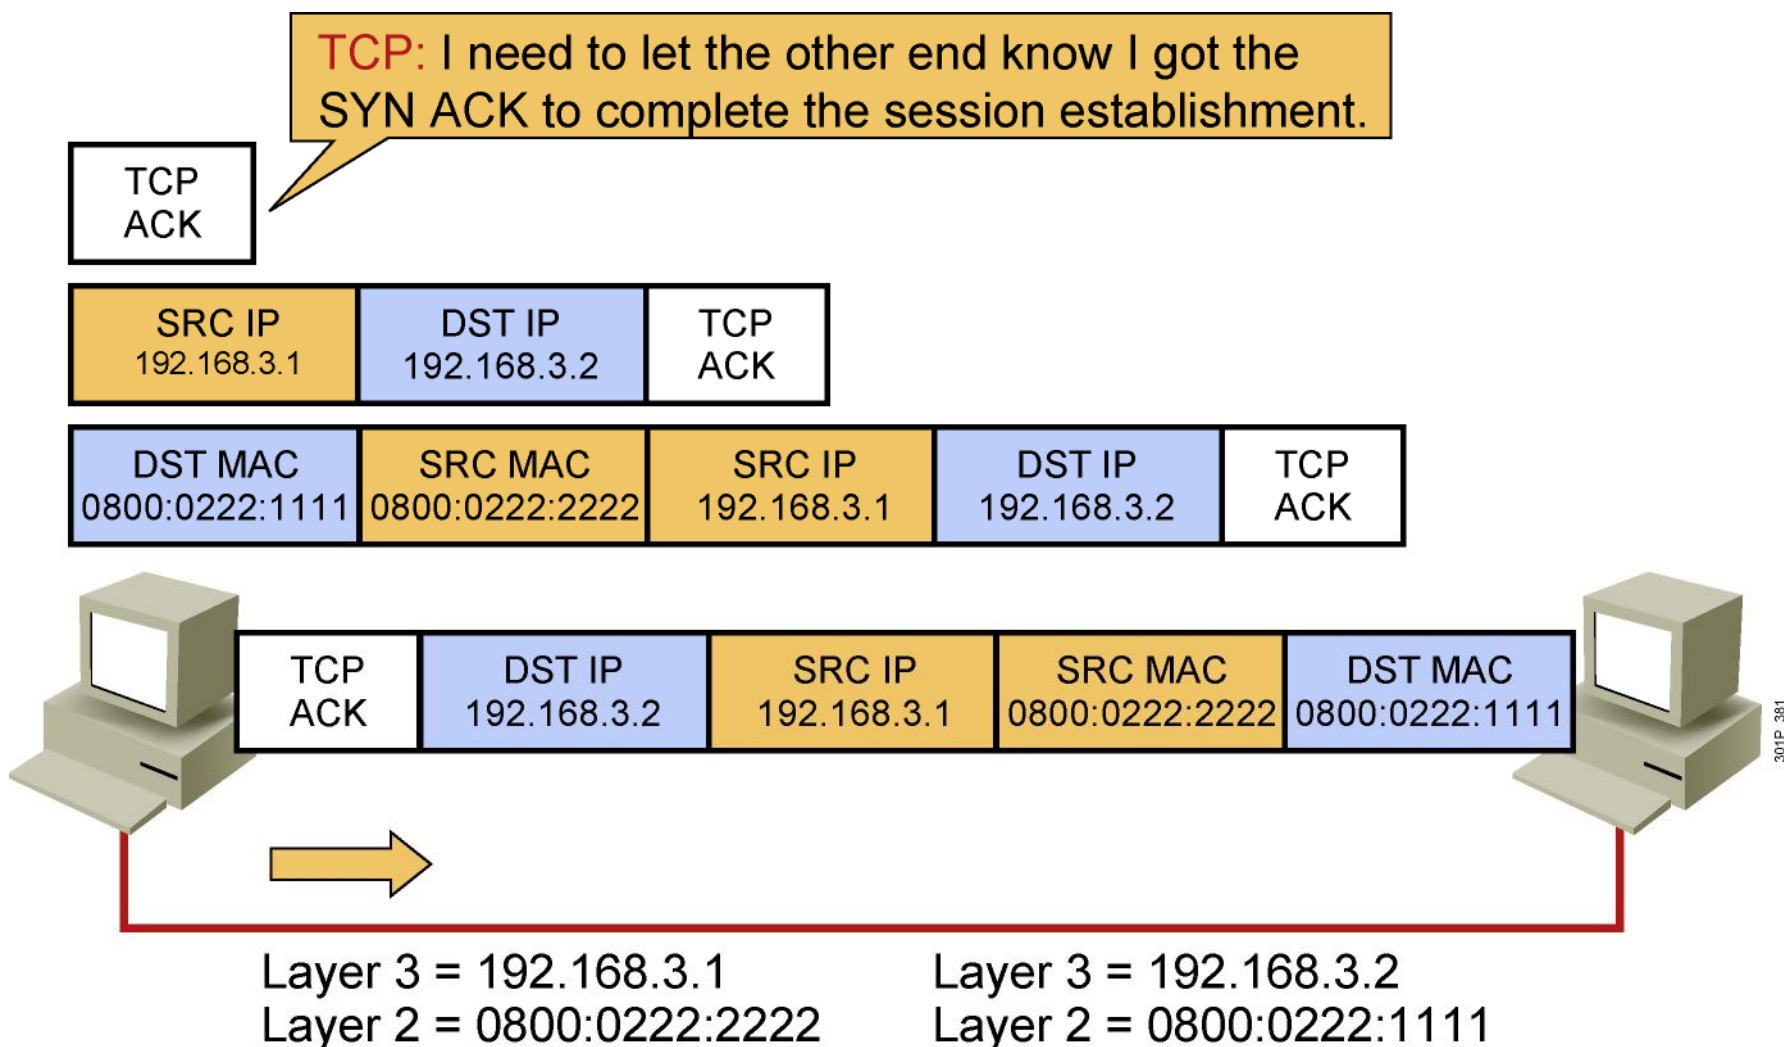 TCP: I need to let the other end know I got the
SYN ACK to complete the session establishment.
TCP
ACK
SRC IP
192.168.3.1
DST IP
192.168.3.2
TCP
ACK
DST MAC
0800:0222:1111
SRC MAC
0800:0222:2222
SRC IP
192.168.3.1
DST IP
192.168.3.2
TCP
ACK
TCP
ACK
DST IP
192.168.3.2
SRC IP
192.168.3.1
SRC MAC
0800:0222:2222
DST MAC
0800:0222:1111
301P_381
Layer 3 = 192.168.3.1
Layer 2 = 0800:0222:2222
Layer 3 = 192.168.3.2
Layer 2 = 0800:0222:1111